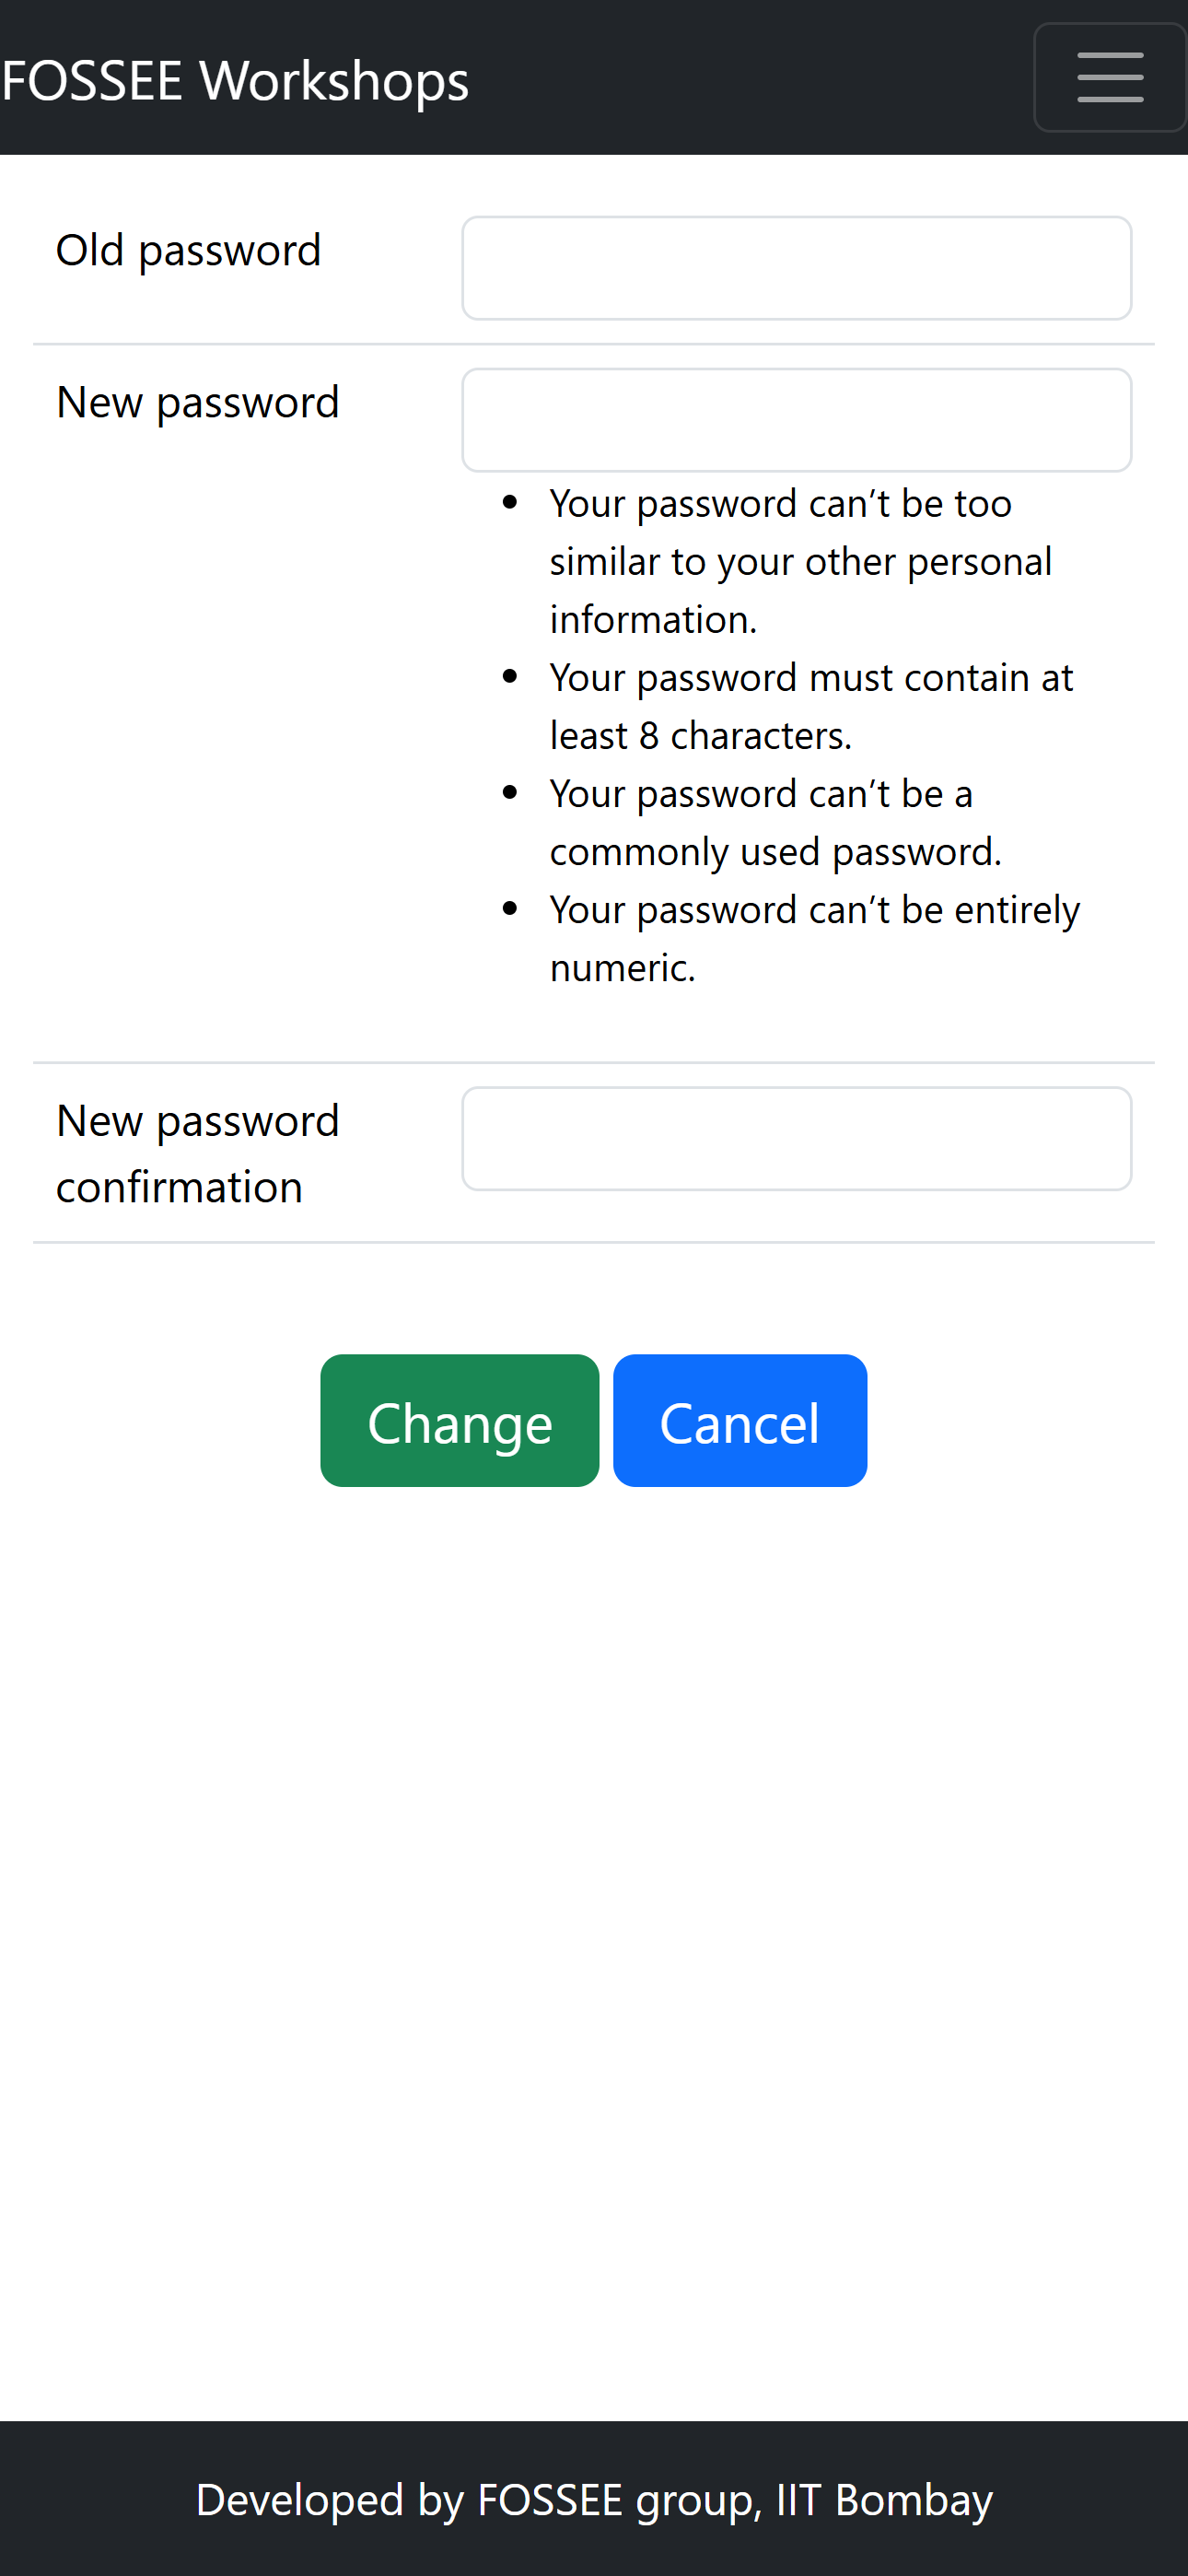 FOSSEE Workshops
Old password
New password
• Your password can’t be too
similar to your other personal
information.
• Your password must contain at
least 8 characters.
• Your password can’t be a
commonly used password.
• Your password can’t be entirely
numeric.
New password
confirmation
Change Cancel
Developed by FOSSEE group, IIT Bombay